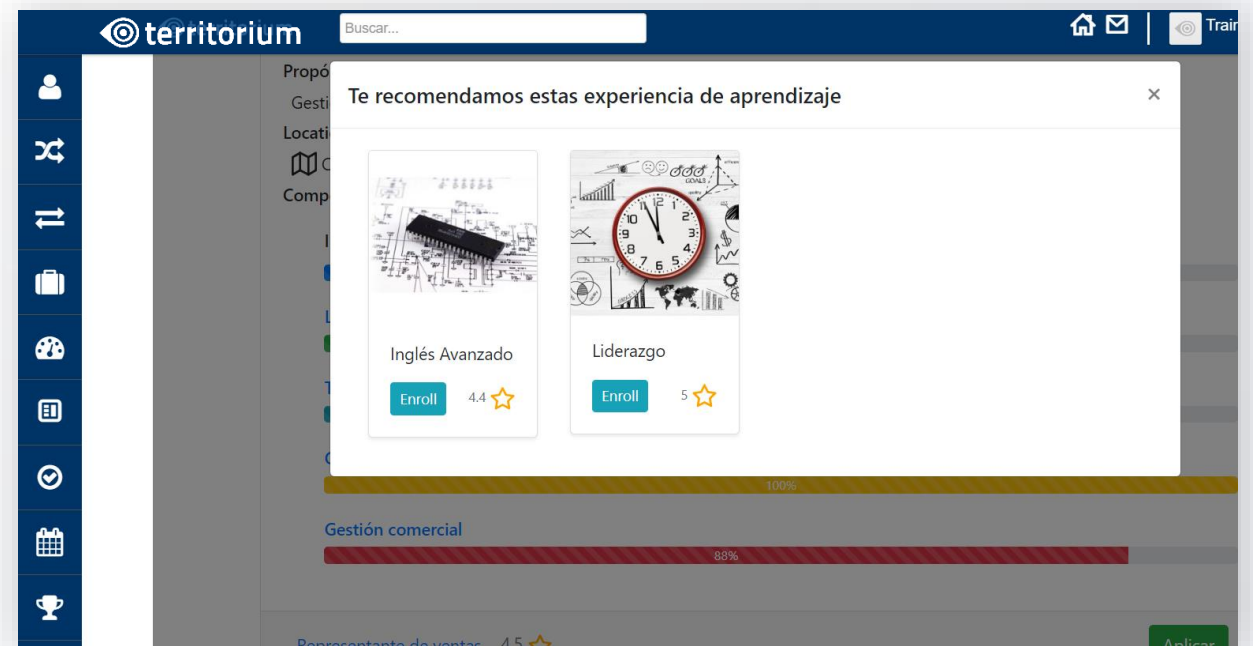 territorium
Buscar...
Train
Propó
Te recomendamos estas experiencia de aprendizaje
×
Gesti
Locati
Comp
Inglés Avanzado
Liderazgo
Enroll
4.4
Enroll
5
100%
Gestión comercial
88%
Representante de ventas 4.5
Aplicar